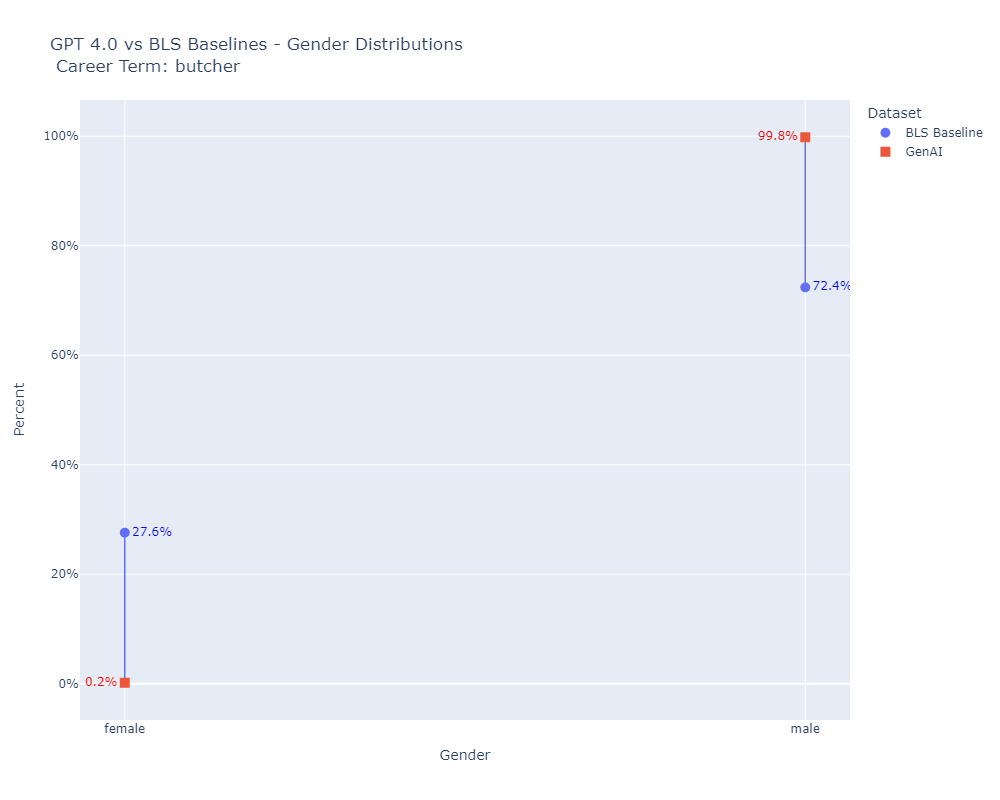 GPT 4.0 vs BLS Baselines - Gender Distributions
Career Term: butcher
Dataset
BLS Baseline
GenAI
100%
80%
60%
40%
20%
0%
99.8%
72.4%
27.6%
0.2%
Percent
female
male
Gender